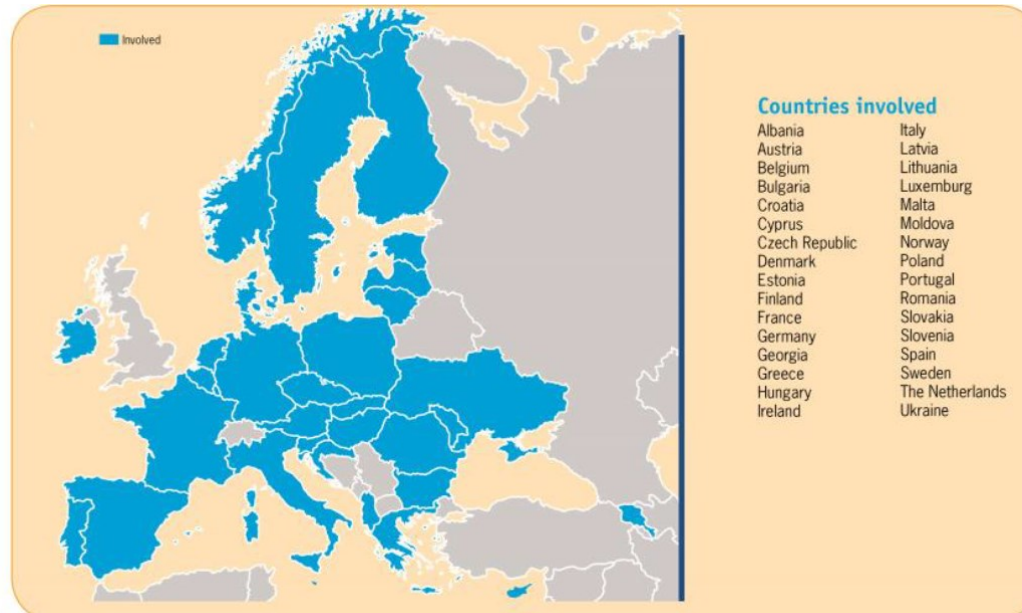 Involved
Countries involved
Albania
Austria
Belgium
Bulgaria
Croatia
Cyprus
Czech Republic
Denmark
Estonia
Finland
France
Germany
Georgia
Greece
Hungary
Ireland
Italy
Latvia
Lithuania
Luxemburg
Malta
Moldova
Norway
Poland
Portugal
Romania
Slovakia
Slovenia
Spain
Sweden
The Netherlands
Ukraine